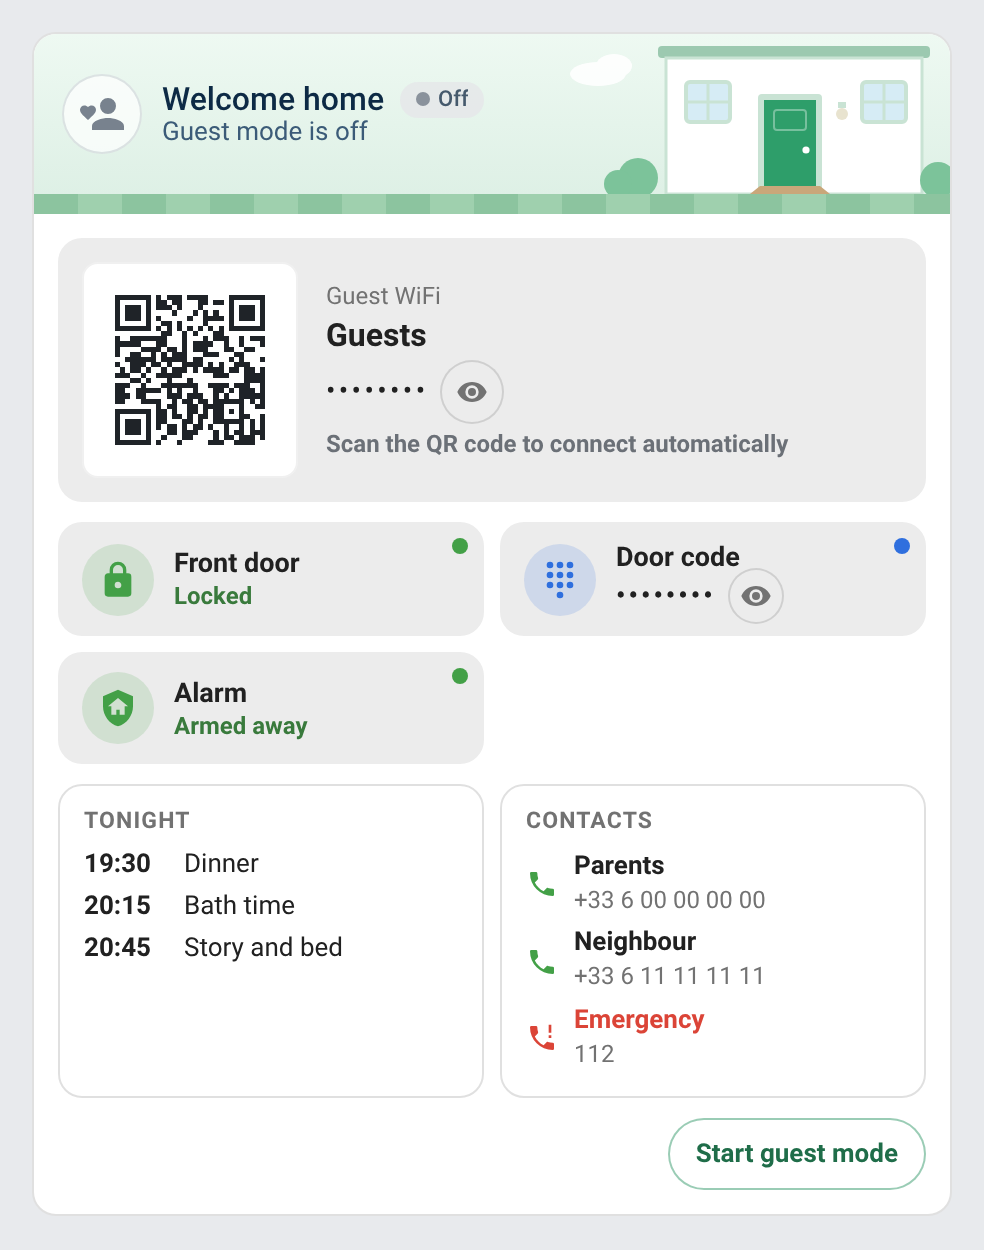 Welcome home
Off
Guest mode is off
Guest WiFi
Guests
••••••••
Scan the QR code to connect automatically
Front door
Locked
Door code
••••••••
Alarm
Armed away
TONIGHT
19:30 Dinner
20:15 Bath time
20:45 Story and bed
CONTACTS
Parents
+33 6 00 00 00 00
Neighbour
+33 6 11 11 11 11
Emergency
112
Start guest mode